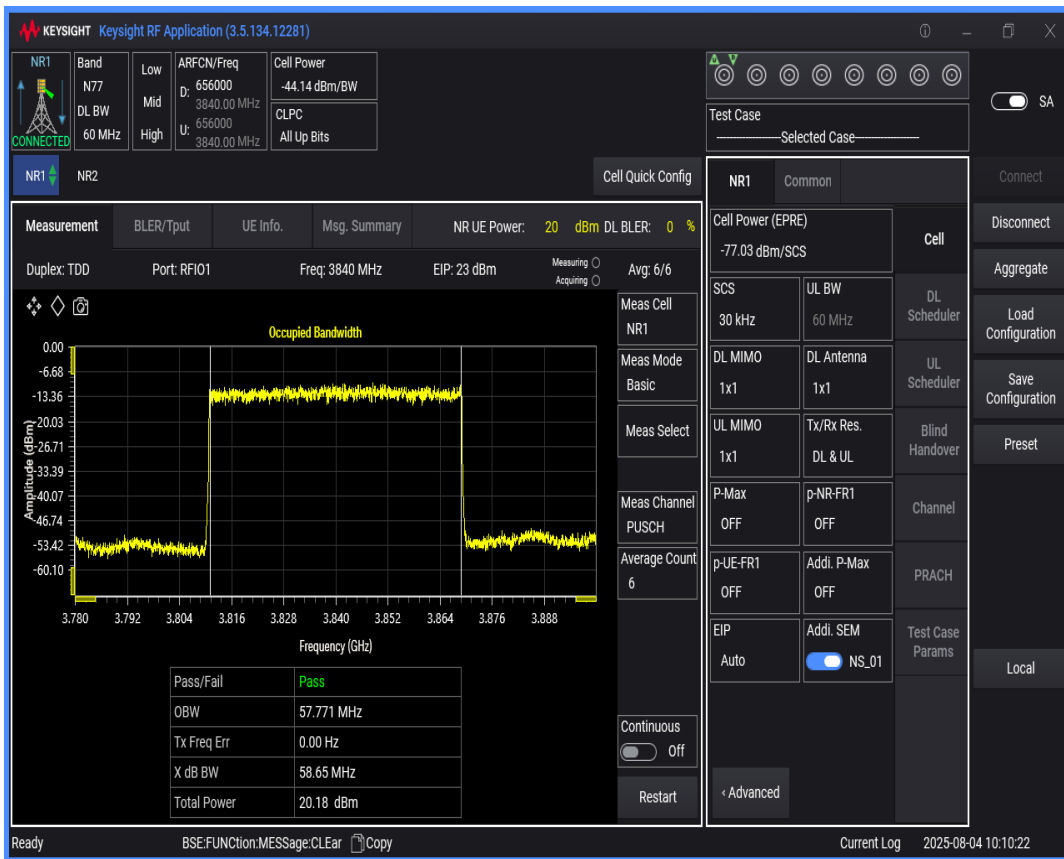 KEYSIGHT Keysight RF Application (3.5.134.12281)
NR1
CONNECTED
Band
N77
DL BW
60 MHz
Low
Mid
High
ARFCN/Freq
D: 656000
3840.00 MHz
U: 656000
3840.00 MHz
Cell Power
-44.14 dBm/BW
CLPC
All Up Bits
Test Case
--------------------Selected Case--------------------
SA
NR1 NR2
Cell Quick Config
Measurement BLER/Tput UE Info. Msg. Summary NR UE Power: 20 dBm DL BLER: 0 %
Duplex: TDD Port: RFIO1 Freq: 3840 MHz EIP: 23 dBm Measuring Avg: 6/6
Acquiring
Occupied Bandwidth
Amplitude (dBm)
0.00
-6.68
-13.36
-20.03
-26.71
-33.39
-40.07
-46.74
-53.42
-60.10
3.780 3.792 3.804 3.816 3.828 3.840 3.852 3.864 3.876 3.888
Frequency (GHz)
Pass/Fail Pass
OBW 57.771 MHz
Tx Freq Err 0.00 Hz
X dB BW 58.65 MHz
Total Power 20.18 dBm
Meas Cell
NR1
Meas Mode
Basic
Meas Select
Meas Channel
PUSCH
Average Count
6
Continuous
Off
Restart
NR1 Common
Cell Power (EPRE)
-77.03 dBm/SCS
SCS
30 kHz
UL BW
60 MHz
DL MIMO
1x1
DL Antenna
1x1
UL MIMO
1x1
Tx/Rx Res.
DL & UL
P-Max
OFF
p-NR-FR1
OFF
p-UE-FR1
OFF
Addi. P-Max
OFF
EIP
Auto
Addi. SEM
NS_01
‹ Advanced
Cell
DL
Scheduler
UL
Scheduler
Blind
Handover
Channel
PRACH
Test Case
Params
Connect
Disconnect
Aggregate
Load
Configuration
Save
Configuration
Preset
Local
Ready BSE:FUNCtion:MESSage:CLEar Copy Current Log 2025-08-04 10:10:22